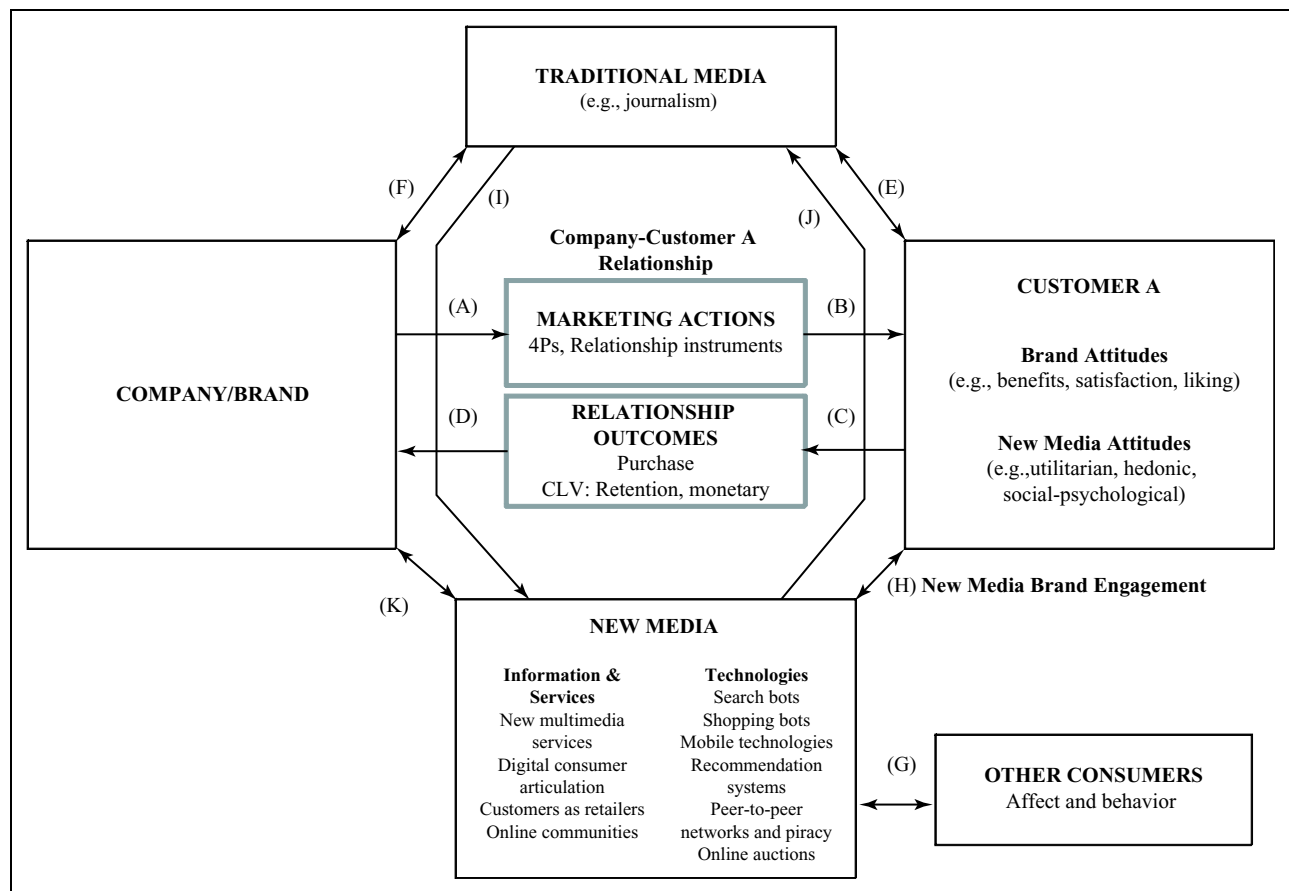 TRADITIONAL MEDIA
(e.g., journalism)
(F)
(I)
(E)
(J)
Company-Customer A
Relationship
(A)
MARKETING ACTIONS
4Ps, Relationship instruments
(B)
COMPANY/BRAND
(D)
RELATIONSHIP
OUTCOMES
Purchase
CLV: Retention, monetary
(C)
CUSTOMER A
Brand Attitudes
(e.g., benefits, satisfaction, liking)
New Media Attitudes
(e.g.,utilitarian, hedonic,
social-psychological)
(K)
(H) New Media Brand Engagement
NEW MEDIA
Information &
Services
New multimedia
services
Digital consumer
articulation
Customers as retailers
Online communities
Technologies
Search bots
Shopping bots
Mobile technologies
Recommendation
systems
Peer-to-peer
networks and piracy
Online auctions
(G)
OTHER CONSUMERS
Affect and behavior